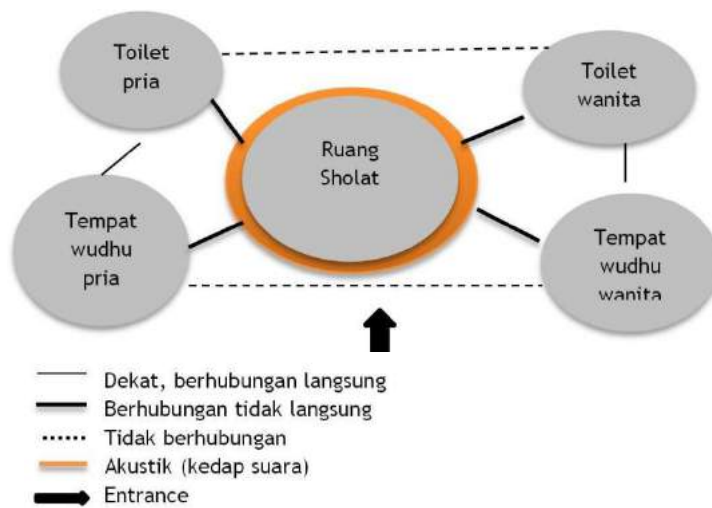 Toilet
pria
Toilet
wanita
Ruang
Sholat
Tempat
wudhu
pria
Tempat
wudhu
wanita
Dekat, berhubungan langsung
Berhubungan tidak langsung
Tidak berhubungan
Akustik (kedap suara)
Entrance